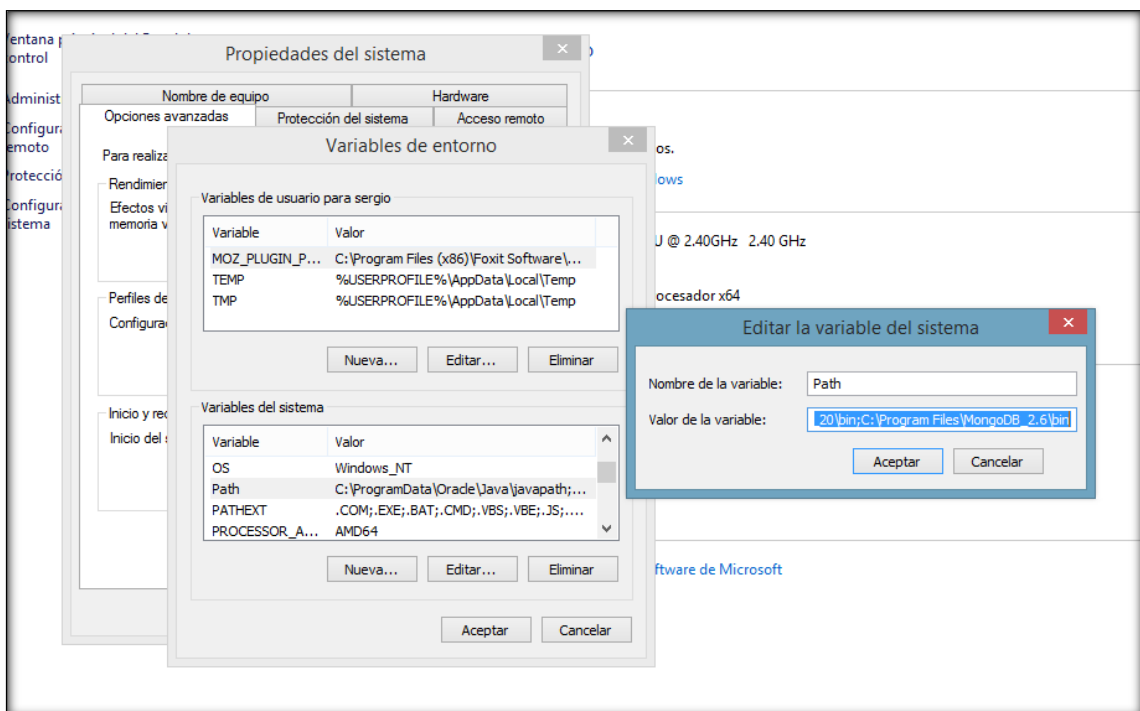 ontrol
Administ
emoto
istema
Propiedades del sistema
Nombre de equipo
Hardware
Opciones avanzadas
Protección del sistema
Acceso remoto
Para realiza
Rendimier
Efectos vi
memoria v
Perfiles de
Configura
Inicio y rec
Inicio del
Variables de entorno
Variables de usuario para sergio
Variable Valor
MOZ_PLUGIN_P... C:\Program Files (x86)\Foxit Software\...
TEMP %USERPROFILE%\AppData\Local\Temp
TMP %USERPROFILE%\AppData\Local\Temp
Nueva... Editar... Eliminar
Variables del sistema
Variable Valor
OS Windows_NT
Path C:\ProgramData\Oracle\Java\javapath;...
PATHEXT .COM;.EXE;.BAT;.CMD;.VBS;.VBE;.JS;....
PROCESSOR_A... AMD64
Nueva... Editar... Eliminar
Aceptar Cancelar
os.
lows
U @ 2.40GHz 2.40 GHz
ocesador x64
Editar la variable del sistema
Nombre de la variable: Path
Valor de la variable: 20\bin;C:\Program Files\MongoDB_2.6\bin
Aceptar Cancelar
ftware de Microsoft